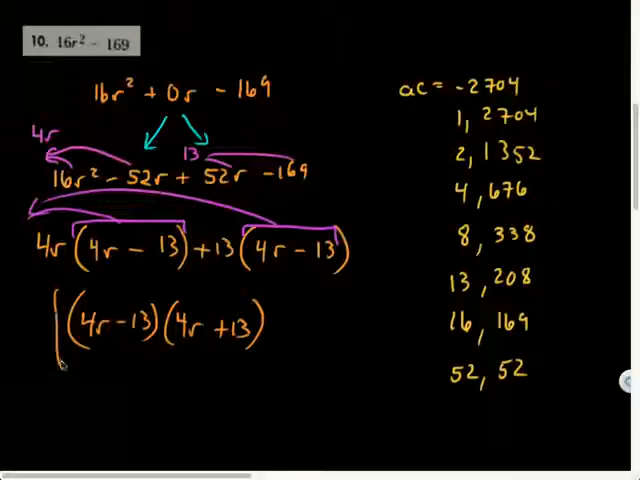 10. 16r² - 169
16r² + 0r - 169
4r
13
16r² - 52r + 52r - 169
4r (4r - 13) + 13 (4r - 13)
(4r - 13) (4r + 13)
ac = -2704
1, 2704
2, 1352
4, 676
8, 338
13, 208
16, 169
52, 52